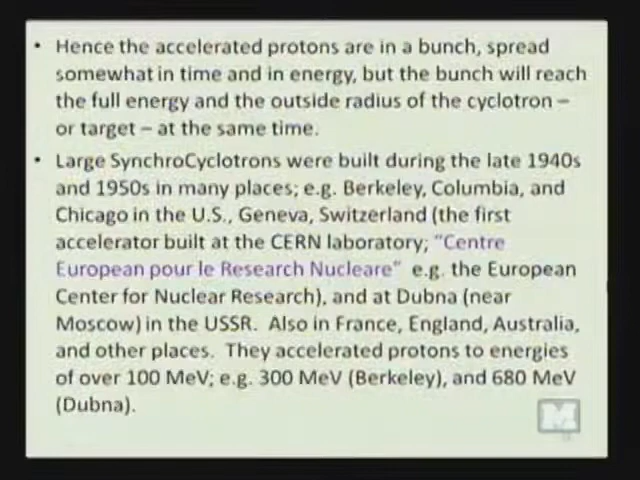 • Hence the accelerated protons are in a bunch, spread
somewhat in time and in energy, but the bunch will reach
the full energy and the outside radius of the cyclotron –
or target – at the same time.
• Large SynchroCyclotrons were built during the late 1940s
and 1950s in many places; e.g. Berkeley, Columbia, and
Chicago in the U.S., Geneva, Switzerland (the first
accelerator built at the CERN laboratory; “Centre
European pour le Research Nucleare” e.g. the European
Center for Nuclear Research), and at Dubna (near
Moscow) in the USSR. Also in France, England, Australia,
and other places. They accelerated protons to energies
of over 100 MeV; e.g. 300 MeV (Berkeley), and 680 MeV
(Dubna).
M